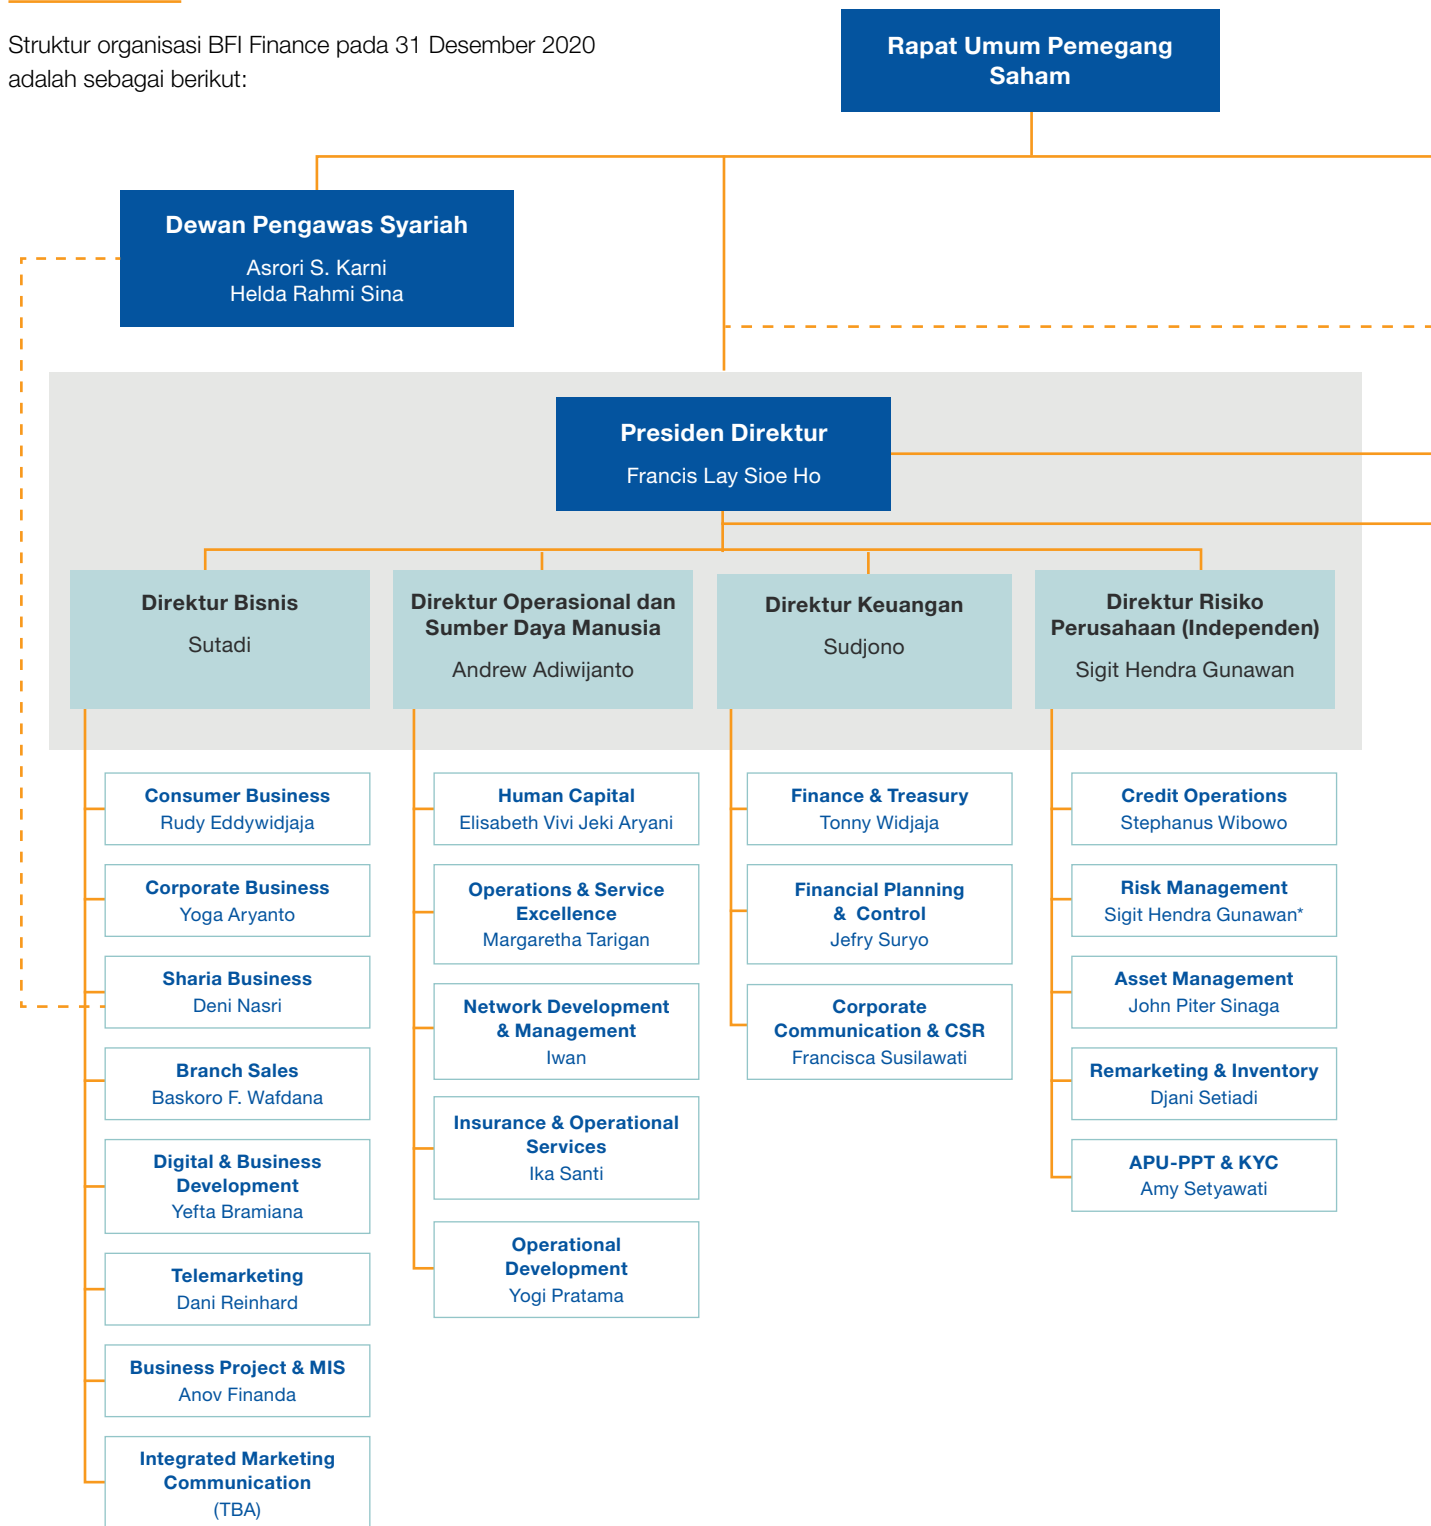 Struktur organisasi BFI Finance pada 31 Desember 2020
adalah sebagai berikut:
Rapat Umum Pemegang
Saham
Dewan Pengawas Syariah
Asrori S. Karni
Helda Rahmi Sina
Presiden Direktur
Francis Lay Sioe Ho
Direktur Bisnis
Sutadi
Direktur Operasional dan
Sumber Daya Manusia
Andrew Adiwijanto
Direktur Keuangan
Sudjono
Direktur Risiko
Perusahaan (Independen)
Sigit Hendra Gunawan
Consumer Business
Rudy Eddywidjaja
Corporate Business
Yoga Aryanto
Sharia Business
Deni Nasri
Branch Sales
Baskoro F. Wafdana
Digital & Business
Development
Yefta Bramiana
Telemarketing
Dani Reinhard
Business Project & MIS
Anov Finanda
Integrated Marketing
Communication
(TBA)
Human Capital
Elisabeth Vivi Jeki Aryani
Operations & Service
Excellence
Margaretha Tarigan
Network Development
& Management
Iwan
Insurance & Operational
Services
Ika Santi
Operational
Development
Yogi Pratama
Finance & Treasury
Tonny Widjaja
Financial Planning
& Control
Jefry Suryo
Corporate
Communication & CSR
Francisca Susilawati
Credit Operations
Stephanus Wibowo
Risk Management
Sigit Hendra Gunawan*
Asset Management
John Piter Sinaga
Remarketing & Inventory
Djani Setiadi
APU-PPT & KYC
Amy Setyawati